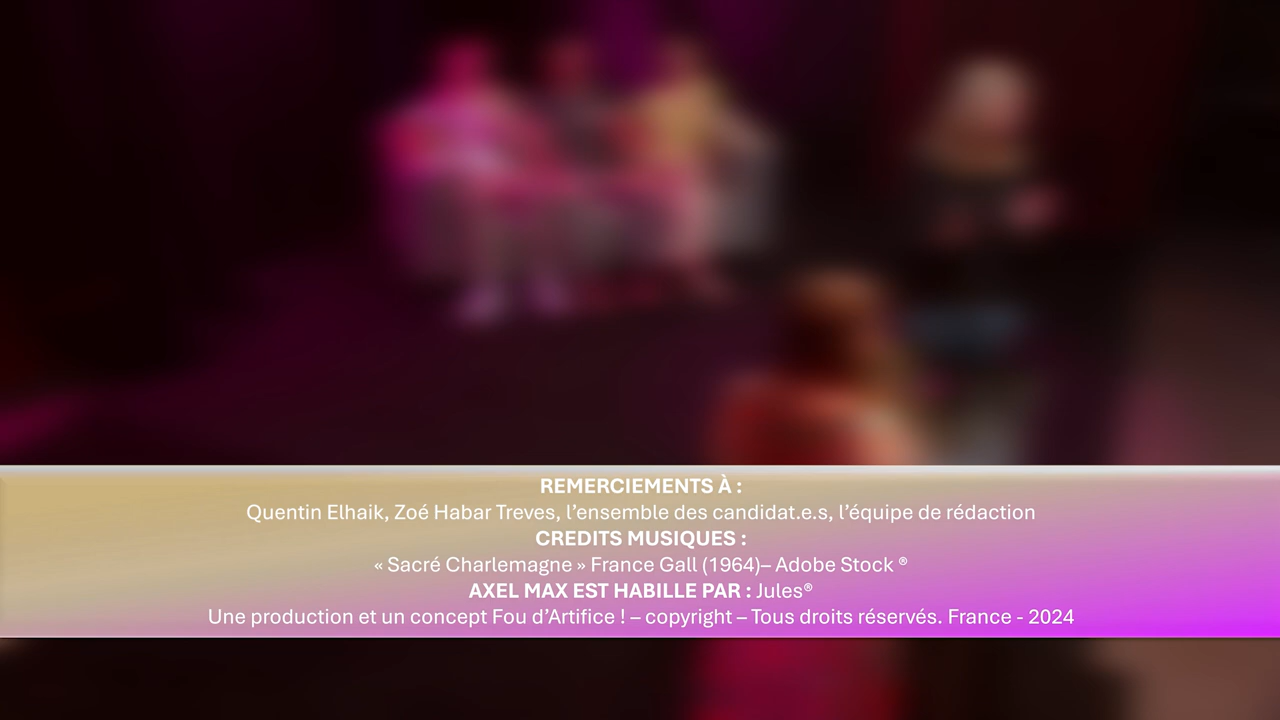 REMERCIEMENTS À :
Quentin Elhaik, Zoé Habar Treves, l’ensemble des candidat.e.s, l’équipe de rédaction
CREDITS MUSIQUES :
« Sacré Charlemagne » France Gall (1964)– Adobe Stock ®
AXEL MAX EST HABILLE PAR : Jules®
Une production et un concept Fou d’Artifice ! – copyright – Tous droits réservés. France - 2024